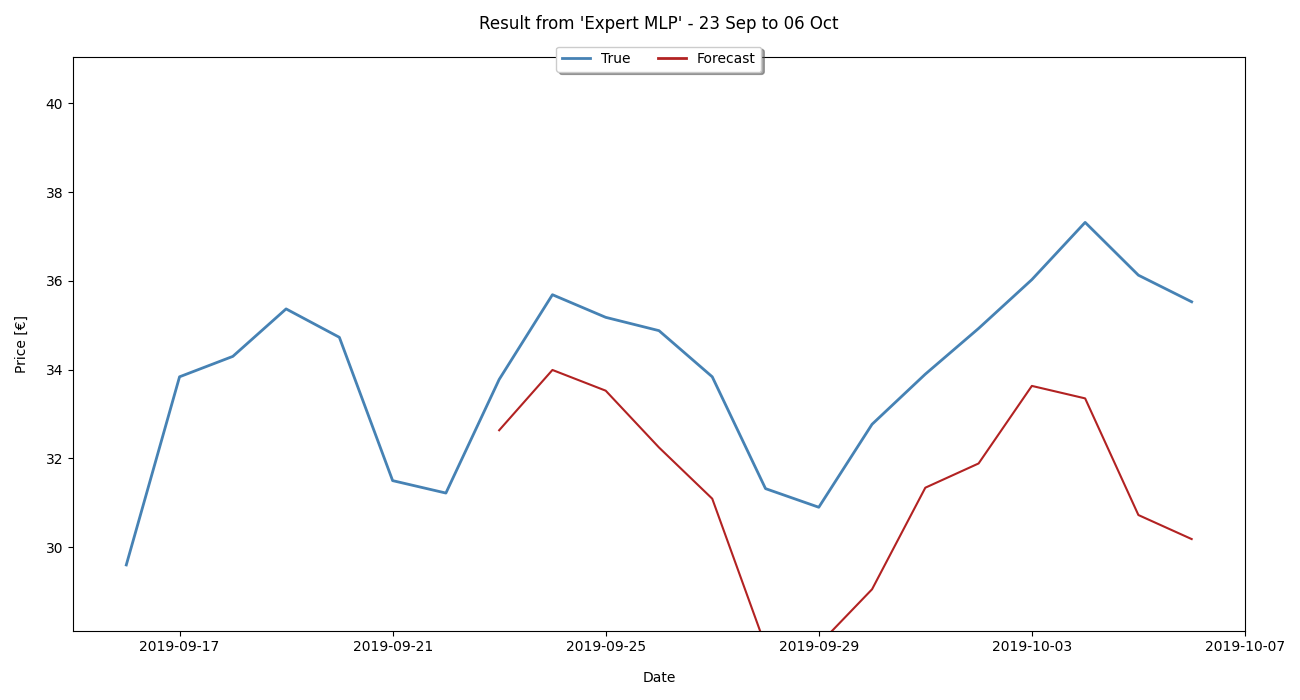 Result from 'Expert MLP' - 23 Sep to 06 Oct
True Forecast
40
38
36
34
32
30
Price [€]
2019-09-17 2019-09-21 2019-09-25 2019-09-29 2019-10-03 2019-10-07
Date